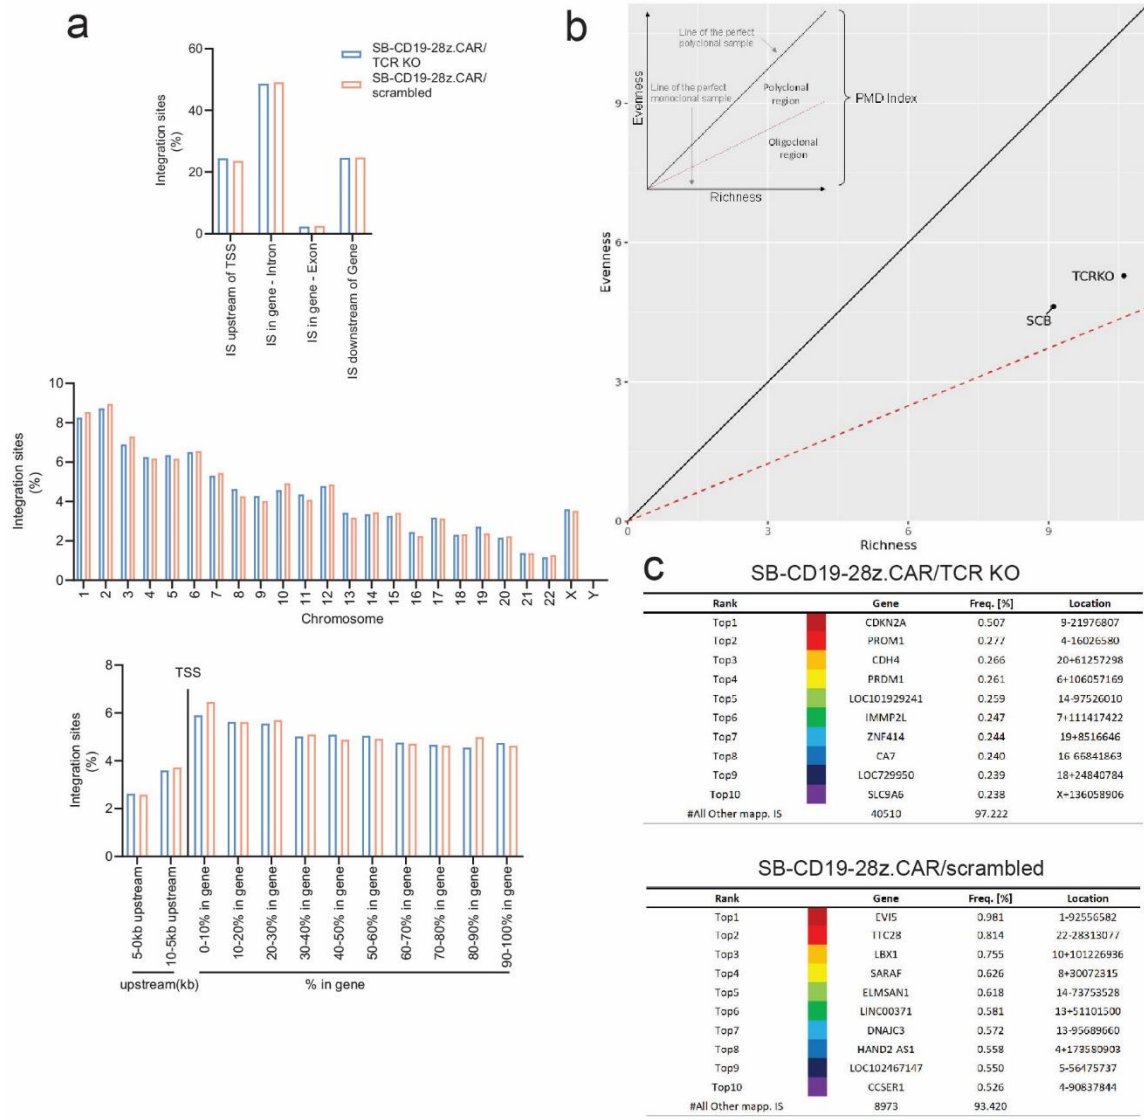 a
SB-CD19-28z.CAR/
TCR KO
SB-CD19-28z.CAR/
scrambled
Integration sites
(%)
60
40
20
0
IS upstream of TSS
IS in gene - Intron
IS in gene - Exon
IS downstream of Gene
Integration sites
(%)
10
8
6
4
2
0
1 2 3 4 5 6 7 8 9 10 11 12 13 14 15 16 17 18 19 20 21 22 X Y
Chromosome
Integration sites
(%)
8
6
4
2
0
TSS
5-0kb upstream
10-5kb upstream
0-10% in gene
10-20% in gene
20-30% in gene
30-40% in gene
40-50% in gene
50-60% in gene
60-70% in gene
70-80% in gene
80-90% in gene
90-100% in gene
upstream(kb)
% in gene
b
Line of the perfect
polyclonal sample
Line of the perfect
monoclonal sample
Polyclonal
region
Oligoclonal
region
PMD Index
Evenness
Richness
Evenness
9
6
3
0
TCRKO
SCB
0 3 6 9
Richness
c
SB-CD19-28z.CAR/TCR KO
Rank Gene Freq. [%] Location
Top1 CDKN2A 0.507 9-21976807
Top2 PROM1 0.277 4-16026580
Top3 CDH4 0.266 20+61257298
Top4 PRDM1 0.261 6+106057169
Top5 LOC101929241 0.259 14-97526010
Top6 IMMP2L 0.247 7+111417422
Top7 ZNF414 0.244 19+8516646
Top8 CA7 0.240 16-66841863
Top9 LOC729950 0.239 18+24840784
Top10 SLC9A6 0.238 X+136058906
#All Other mapp. IS 40510 97.222
SB-CD19-28z.CAR/scrambled
Rank Gene Freq. [%] Location
Top1 EVI5 0.981 1-92556582
Top2 TTC28 0.814 22-28313077
Top3 LBX1 0.755 10+101226936
Top4 SARAF 0.626 8+30072315
Top5 ELMSAN1 0.618 14-73753528
Top6 LINC00371 0.581 13+51101500
Top7 DNAJC3 0.572 13-95689660
Top8 HAND2 AS1 0.558 4+173580903
Top9 LOC102467147 0.550 5-56475737
Top10 CCSER1 0.526 4-90837844
#All Other mapp. IS 8973 93.420